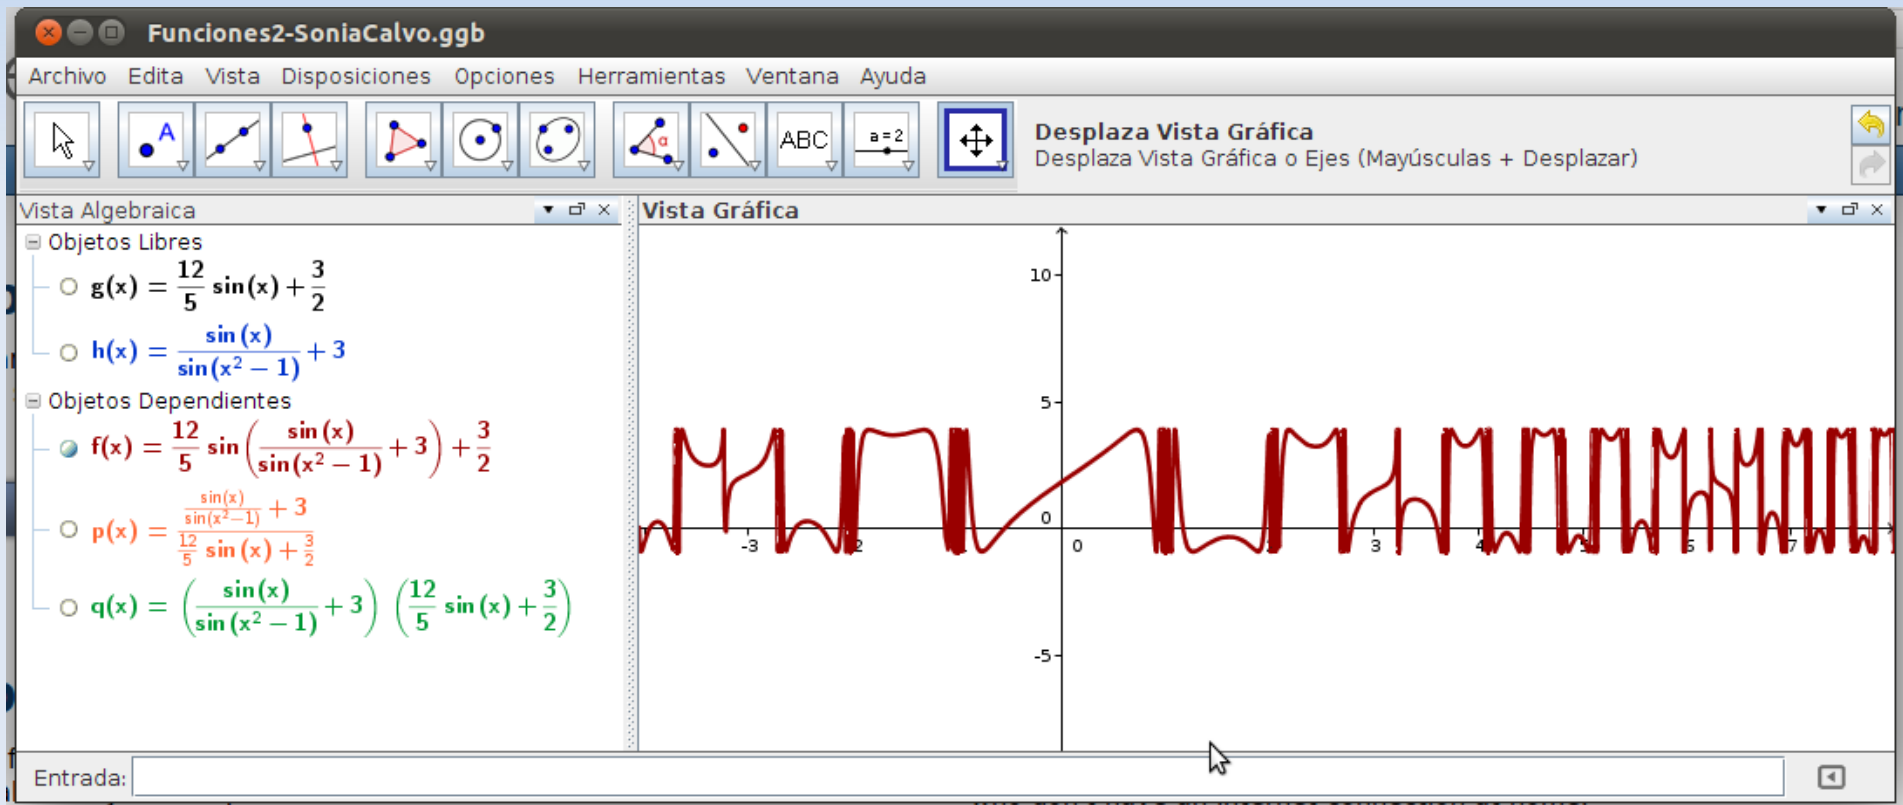 Funciones2-SoniaCalvo.ggb
Archivo Edita Vista Disposiciones Opciones Herramientas Ventana Ayuda
A α ABC a=2
Desplaza Vista Gráfica
Desplaza Vista Gráfica o Ejes (Mayúsculas + Desplazar)
Vista Algebraica
Vista Gráfica
Objetos Libres
g(x) = 12/5 sin(x) + 3/2
h(x) = sin(x)/sin(x² − 1) + 3
Objetos Dependientes
f(x) = 12/5 sin(sin(x)/sin(x² − 1) + 3) + 3/2
p(x) = (sin(x)/sin(x²−1) + 3)/(12/5 sin(x) + 3/2)
q(x) = (sin(x)/sin(x² − 1) + 3) (12/5 sin(x) + 3/2)
10
5
0
-5
-3 2 0 3 4 5 6 7
Entrada: